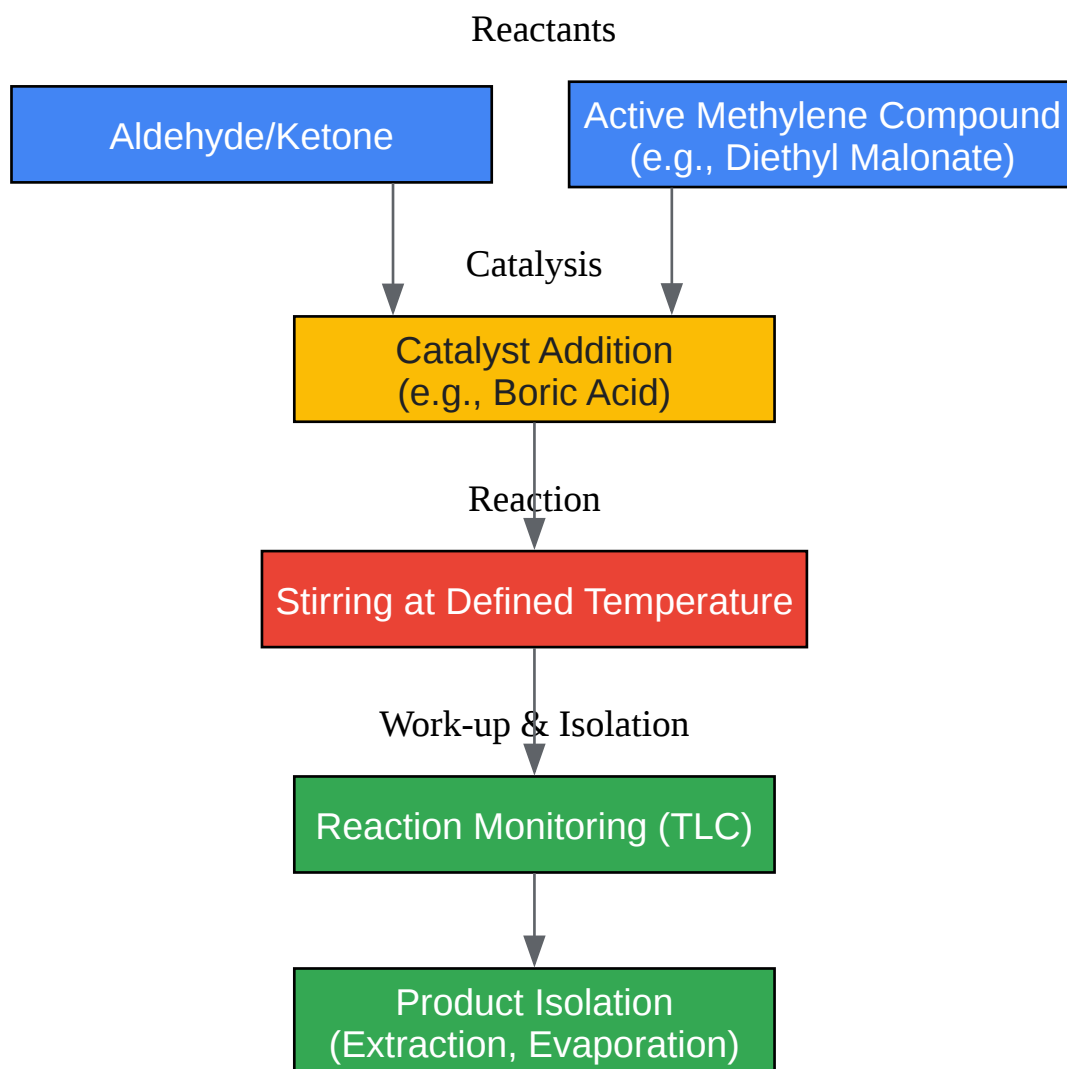 Reactants
Aldehyde/Ketone
Active Methylene Compound
(e.g., Diethyl Malonate)
Catalysis
Catalyst Addition
(e.g., Boric Acid)
Reaction
Stirring at Defined Temperature
Work-up & Isolation
Reaction Monitoring (TLC)
Product Isolation
(Extraction, Evaporation)